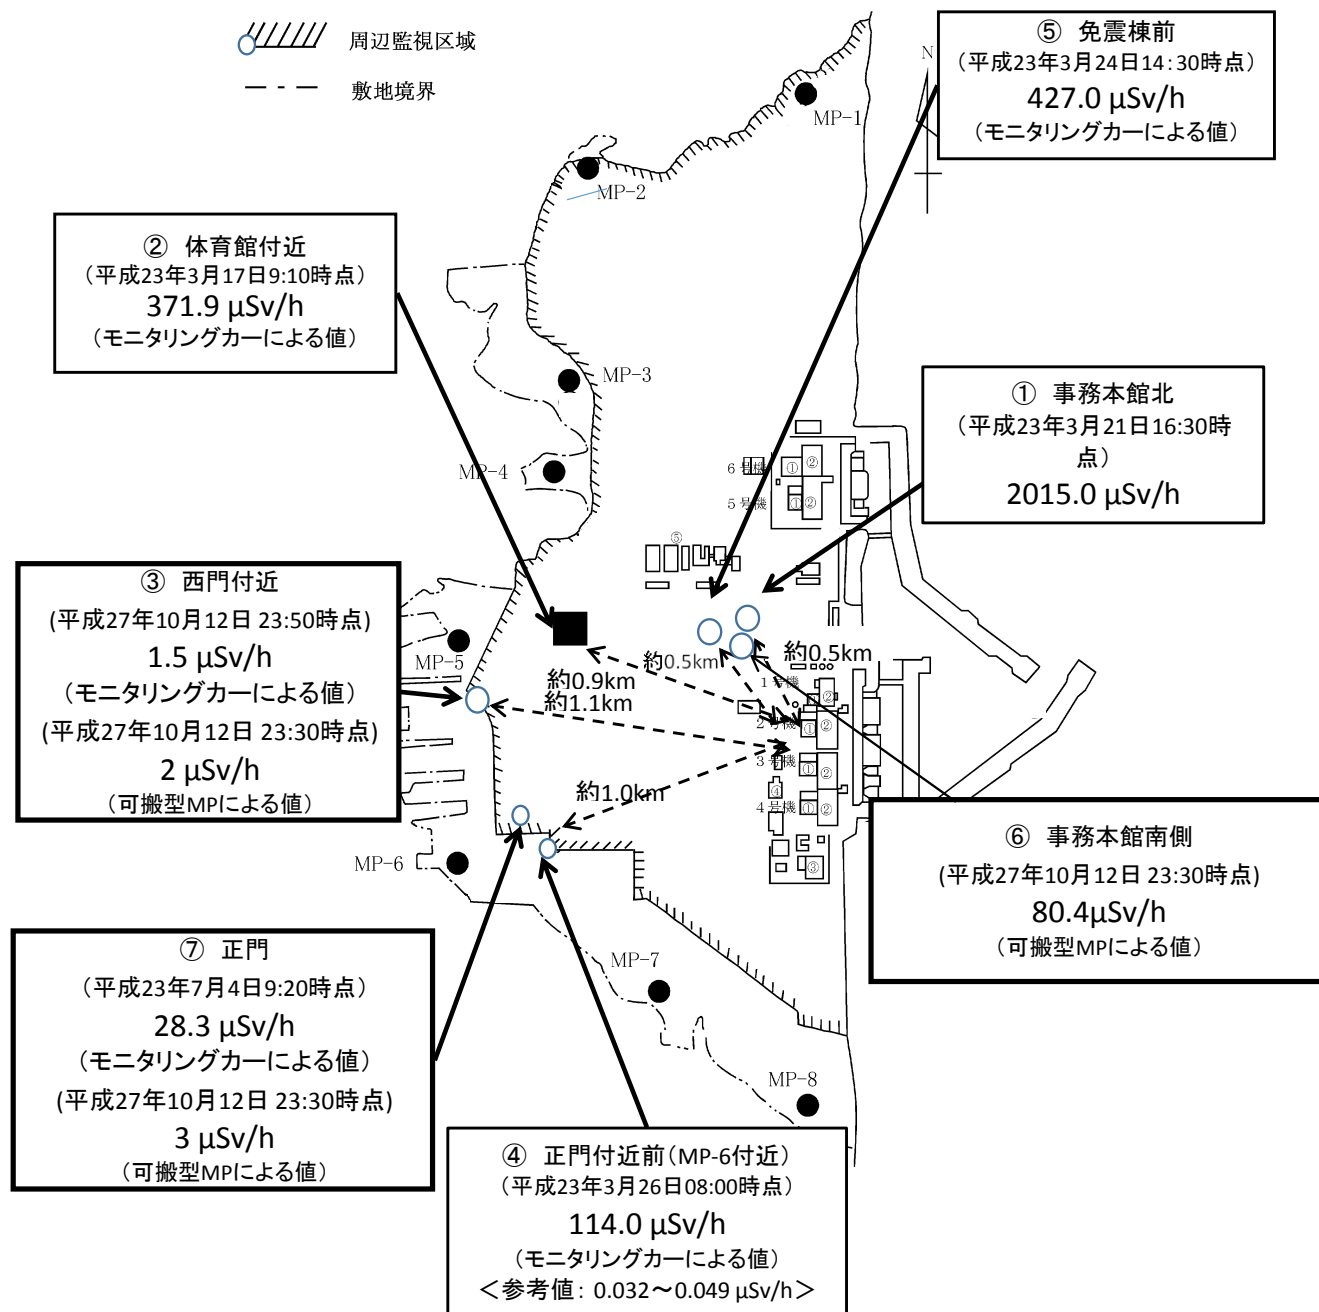 周辺監視区域
敷地境界
⑤ 免震棟前
（平成23年3月24日14：30時点）
427.0 μSv/h
（モニタリングカーによる値）
N
MP-1
MP-2
② 体育館付近
（平成23年3月17日9:10時点）
371.9 μSv/h
（モニタリングカーによる値）
MP-3
MP-4
① 事務本館北
（平成23年3月21日16:30時
点）
2015.0 μSv/h
6号機
①
②
5号機
①
②
⑤
③ 西門付近
(平成27年10月12日 23:50時点)
1.5 μSv/h
（モニタリングカーによる値）
(平成27年10月12日 23:30時点)
2 μSv/h
（可搬型MPによる値）
MP-5
約0.5km
約0.5km
約0.9km
約1.1km
1号機
②
2号機
①
②
3号機
①
②
④
4号機
①
②
③
約1.0km
MP-6
⑥ 事務本館南側
(平成27年10月12日 23:30時点)
80.4μSv/h
（可搬型MPによる値）
⑦ 正門
（平成23年7月4日9:20時点）
28.3 μSv/h
（モニタリングカーによる値）
(平成27年10月12日 23:30時点)
3 μSv/h
（可搬型MPによる値）
MP-7
MP-8
④ 正門付近前（MP-6付近）
（平成23年3月26日08:00時点）
114.0 μSv/h
（モニタリングカーによる値）
＜参考値：0.032～0.049 μSv/h＞